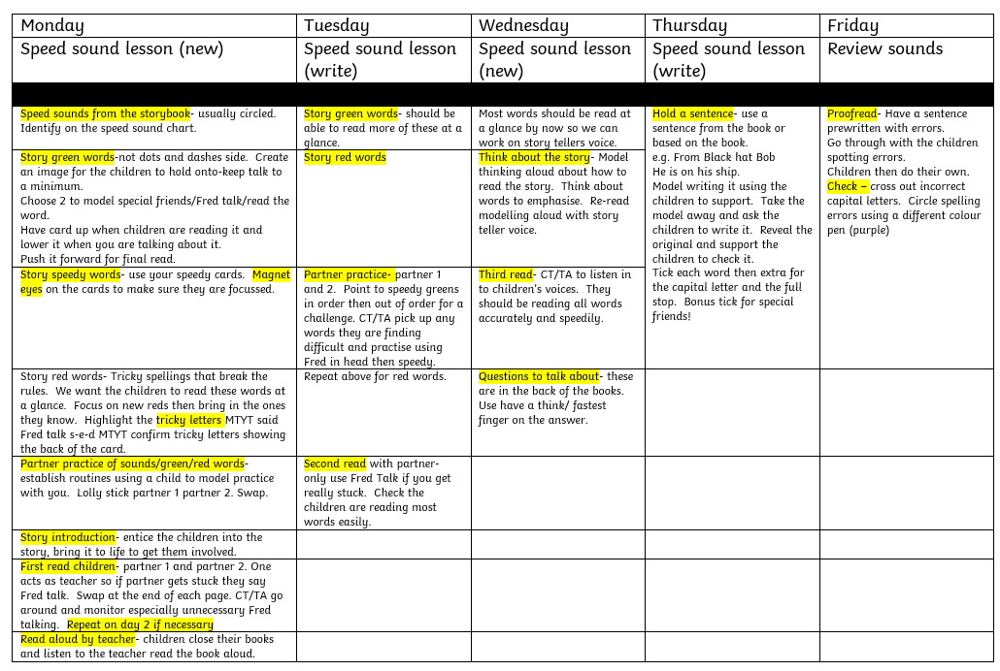 Monday
Tuesday
Wednesday
Thursday
Friday
Speed sound lesson (new)
Speed sound lesson
(write)
Speed sound lesson
(new)
Speed sound lesson
(write)
Review sounds
Speed sounds from the storybook- usually circled.
Identify on the speed sound chart.
Story green words- should be
able to read more of these at a
glance.
Most words should be read at
a glance by now so we can
work on story tellers voice.
Hold a sentence- use a
sentence from the book or
based on the book.
e.g. From Black hat Bob
He is on his ship.
Model writing it using the
children to support.  Take the
model away and ask the
children to write it.  Reveal the
original and support the
children to check it.
Tick each word then extra for
the capital letter and the full
stop.  Bonus tick for special
friends!
Proofread- Have a sentence
prewritten with errors.
Go through with the children
spotting errors.
Children then do their own.
Check – cross out incorrect
capital letters.  Circle spelling
errors using a different colour
pen (purple)
Story green words-not dots and dashes side.  Create
an image for the children to hold onto-keep talk to
a minimum.
Choose 2 to model special friends/Fred talk/read the
word.
Have card up when children are reading it and
lower it when you are talking about it.
Push it forward for final read.
Story red words
Think about the story- Model
thinking aloud about how to
read the story.  Think about
words to emphasise.  Re-read
modelling aloud with story
teller voice.
Story speedy words- use your speedy cards.  Magnet
eyes on the cards to make sure they are focussed.
Partner practice- partner 1
and 2.  Point to speedy greens
in order then out of order for a
challenge. CT/TA pick up any
words they are finding
difficult and practise using
Fred in head then speedy.
Third read- CT/TA to listen in
to children's voices.  They
should be reading all words
accurately and speedily.
Story red words- Tricky spellings that break the
rules.  We want the children to read these words at
a glance.  Focus on new reds then bring in the ones
they know.  Highlight the tricky letters MTYT said
Fred talk s-e-d MTYT confirm tricky letters showing
the back of the card.
Repeat above for red words.
Questions to talk about- these
are in the back of the books.
Use have a think/ fastest
finger on the answer.
Partner practice of sounds/green/red words-
establish routines using a child to model practice
with you.  Lolly stick partner 1 partner 2. Swap.
Second read with partner-
only use Fred Talk if you get
really stuck.  Check the
children are reading most
words easily.
Story introduction- entice the children into the
story, bring it to life to get them involved.
First read children- partner 1 and partner 2. One
acts as teacher so if partner gets stuck they say
Fred talk.  Swap at the end of each page. CT/TA go
around and monitor especially unnecessary Fred
talking.  Repeat on day 2 if necessary
Read aloud by teacher- children close their books
and listen to the teacher read the book aloud.